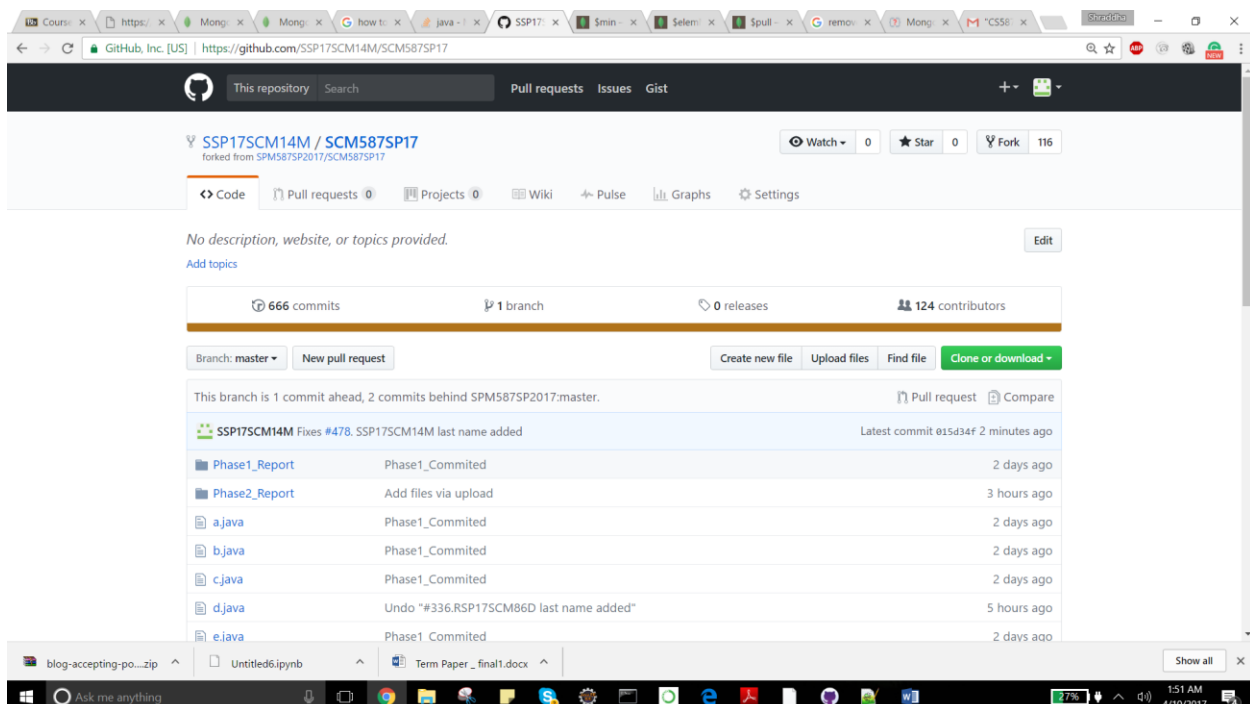 Course
https:/
Mong
Mong
how to
java -
SSP17:
$min –
$elem
$pull –
remov
Mong
M "CS58
Shraddha
GitHub, Inc. [US] | https://github.com/SSP17SCM14M/SCM587SP17
ABP
NEW
This repository Search Pull requests Issues Gist
SSP17SCM14M / SCM587SP17 Watch 0 Star 0 Fork 116
forked from SPM587SP2017/SCM587SP17
<> Code Pull requests 0 Projects 0 Wiki Pulse Graphs Settings
No description, website, or topics provided. Edit
Add topics
666 commits 1 branch 0 releases 124 contributors
Branch: master New pull request Create new file Upload files Find file Clone or download
This branch is 1 commit ahead, 2 commits behind SPM587SP2017:master. Pull request Compare
SSP17SCM14M Fixes #478. SSP17SCM14M last name added Latest commit 015d34f 2 minutes ago
Phase1_Report Phase1_Commited 2 days ago
Phase2_Report Add files via upload 3 hours ago
a.java Phase1_Commited 2 days ago
b.java Phase1_Commited 2 days ago
c.java Phase1_Commited 2 days ago
d.java Undo "#336.RSP17SCM86D last name added" 5 hours ago
e.java Phase1_Commited 2 days ago
blog-accepting-po....zip Untitled6.ipynb Term Paper _ final1.docx Show all
Ask me anything 27% 1:51 AM
4/10/2017